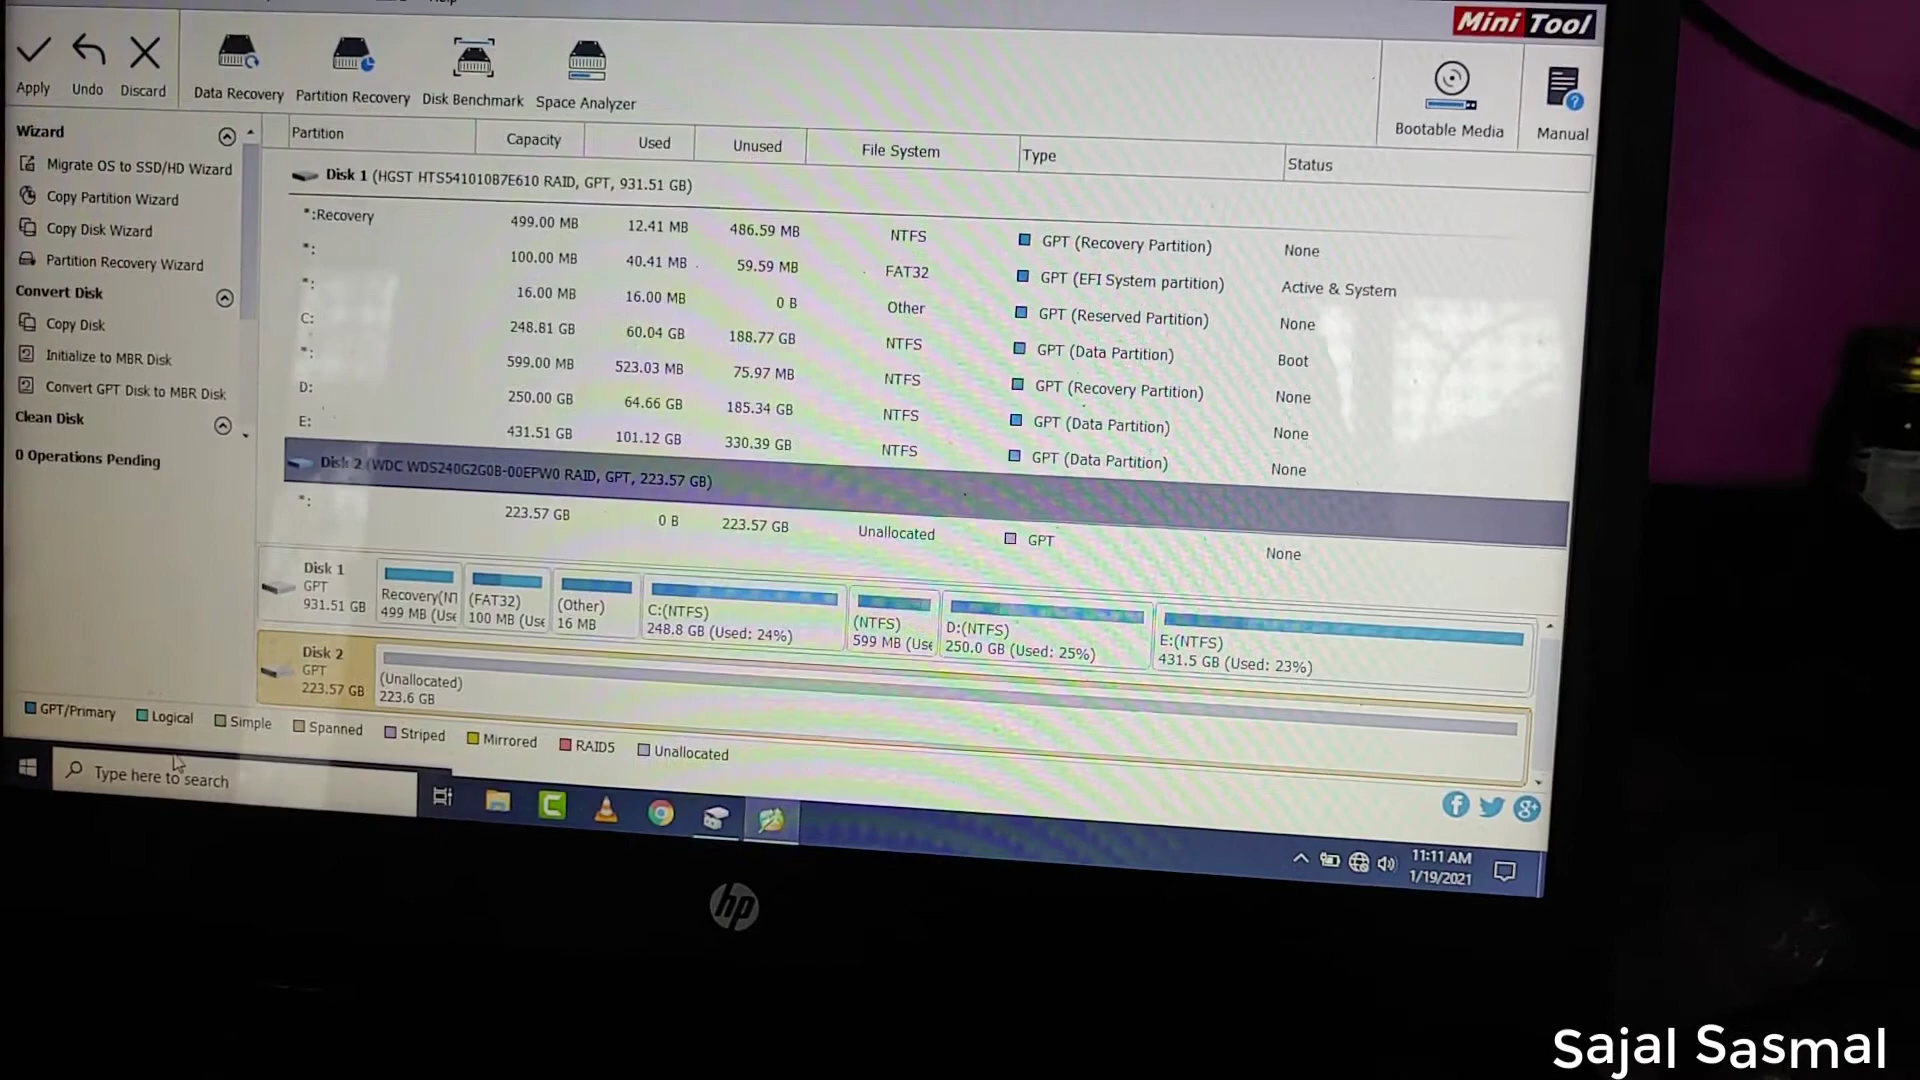 Help
Mini Tool
Apply
Undo
Discard
Data Recovery
Partition Recovery
Disk Benchmark
Space Analyzer
Bootable Media
Manual
Wizard
Migrate OS to SSD/HD Wizard
Copy Partition Wizard
Copy Disk Wizard
Partition Recovery Wizard
Convert Disk
Copy Disk
Initialize to MBR Disk
Convert GPT Disk to MBR Disk
Clean Disk
0 Operations Pending
Partition Capacity Used Unused File System Type Status
Disk 1 (HGST HTS541010B7E610 RAID, GPT, 931.51 GB)
*:Recovery 499.00 MB 12.41 MB 486.59 MB NTFS GPT (Recovery Partition) None
*: 100.00 MB 40.41 MB 59.59 MB FAT32 GPT (EFI System partition) Active & System
*: 16.00 MB 16.00 MB 0 B Other GPT (Reserved Partition) None
C: 248.81 GB 60.04 GB 188.77 GB NTFS GPT (Data Partition) Boot
*: 599.00 MB 523.03 MB 75.97 MB NTFS GPT (Recovery Partition) None
D: 250.00 GB 64.66 GB 185.34 GB NTFS GPT (Data Partition) None
E: 431.51 GB 101.12 GB 330.39 GB NTFS GPT (Data Partition) None
Disk 2 (WDC WDS240G2G0B-00EPW0 RAID, GPT, 223.57 GB)
*: 223.57 GB 0 B 223.57 GB Unallocated GPT None
Disk 1
GPT
931.51 GB
Recovery(NT
499 MB (Use
(FAT32)
100 MB (Use
(Other)
16 MB
C:(NTFS)
248.8 GB (Used: 24%)
(NTFS)
599 MB (Use
D:(NTFS)
250.0 GB (Used: 25%)
E:(NTFS)
431.5 GB (Used: 23%)
Disk 2
GPT
223.57 GB
(Unallocated)
223.6 GB
GPT/Primary Logical Simple Spanned Striped Mirrored RAID5 Unallocated
Type here to search
11:11 AM
1/19/2021
hp
Sajal Sasmal